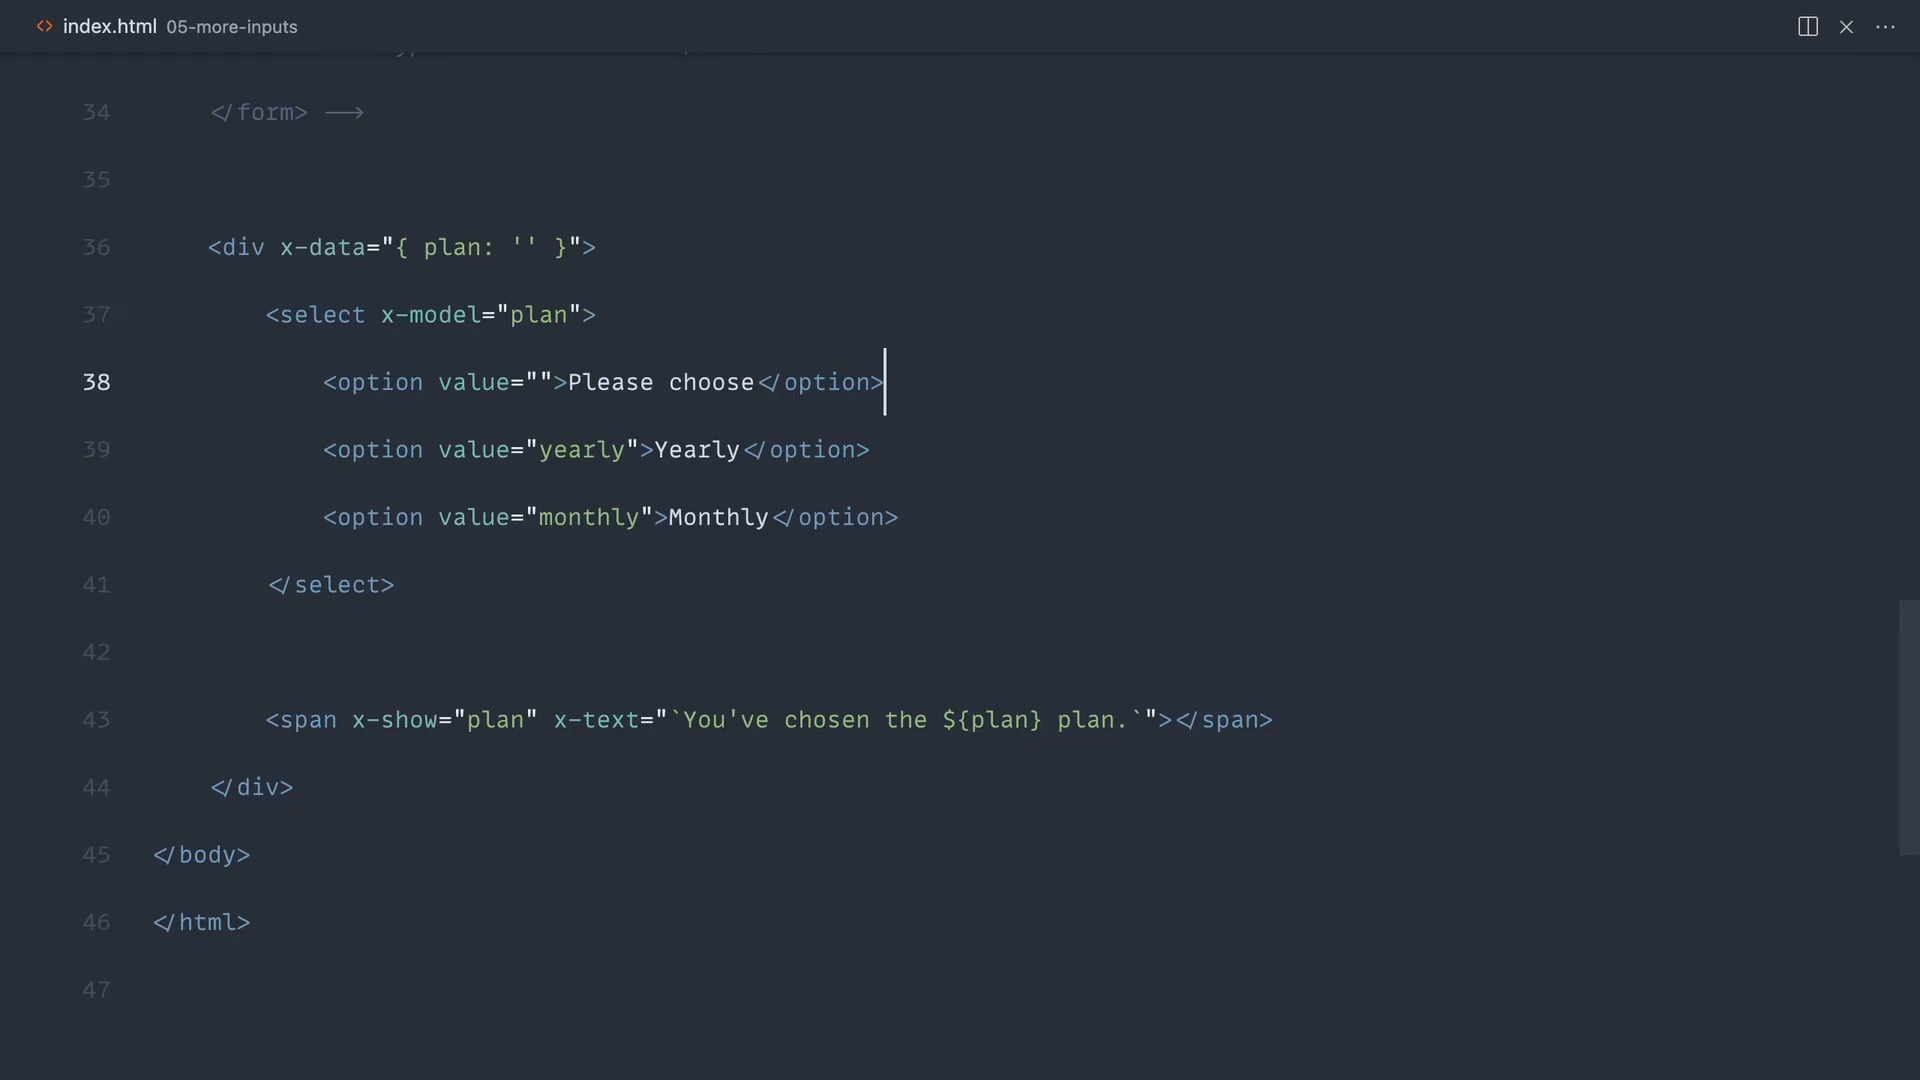 index.html 05-more-inputs
34 </form> -->
35
36 <div x-data="{ plan: '' }">
37 <select x-model="plan">
38 <option value="">Please choose</option>
39 <option value="yearly">Yearly</option>
40 <option value="monthly">Monthly</option>
41 </select>
42
43 <span x-show="plan" x-text="`You've chosen the ${plan} plan.`"></span>
44 </div>
45 </body>
46 </html>
47